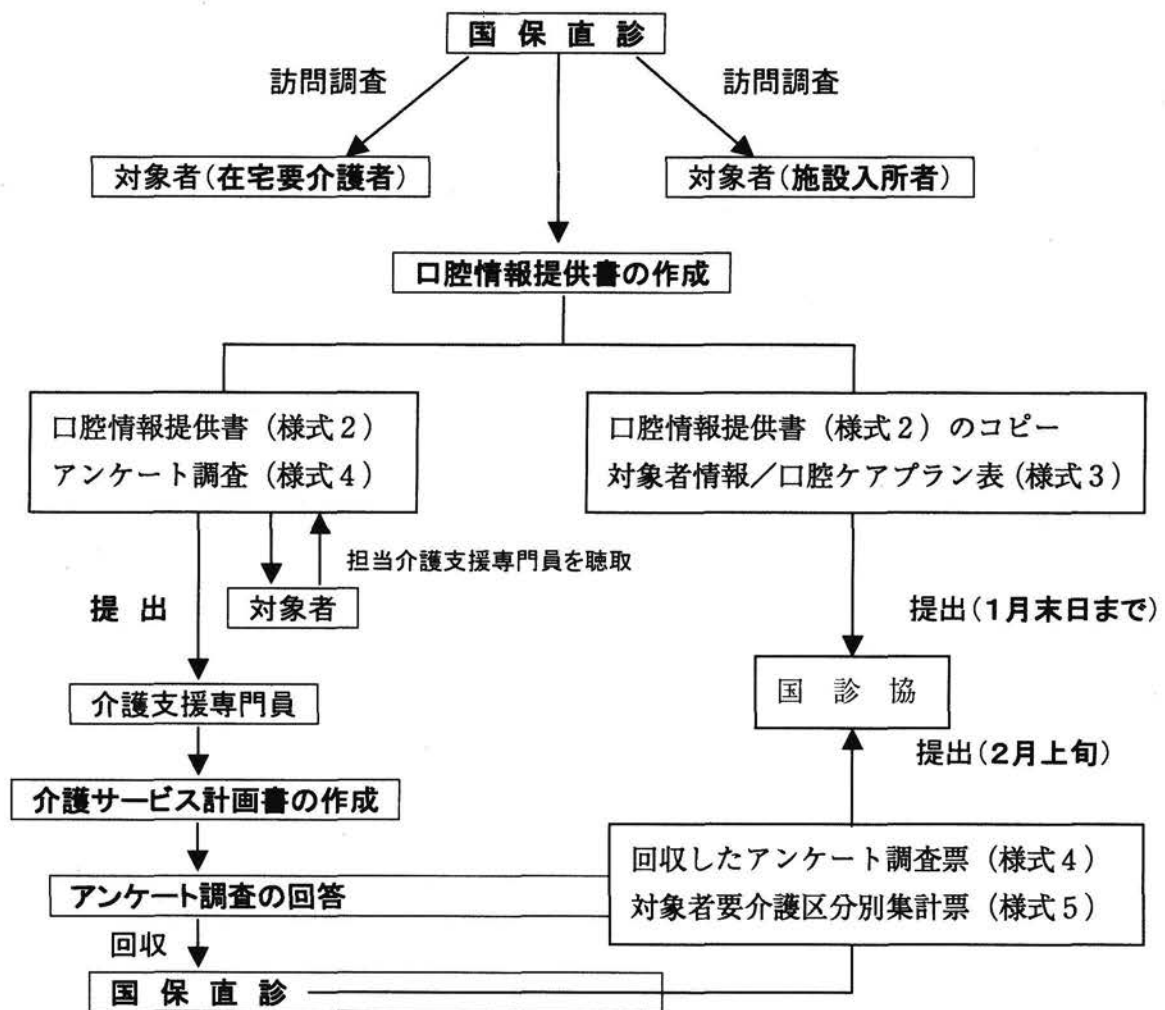 国保直診
訪問調査
訪問調査
対象者(在宅要介護者)
対象者(施設入所者)
口腔情報提供書の作成
口腔情報提供書(様式2)
アンケート調査(様式4)
口腔情報提供書(様式2)のコピー
対象者情報/口腔ケアプラン表(様式3)
担当介護支援専門員を聴取
提出
対象者
提出(1月末日まで)
介護支援専門員
国診協
提出(2月上旬)
介護サービス計画書の作成
回収したアンケート調査票(様式4)
対象者要介護区分別集計票(様式5)
アンケート調査の回答
回収
国保直診